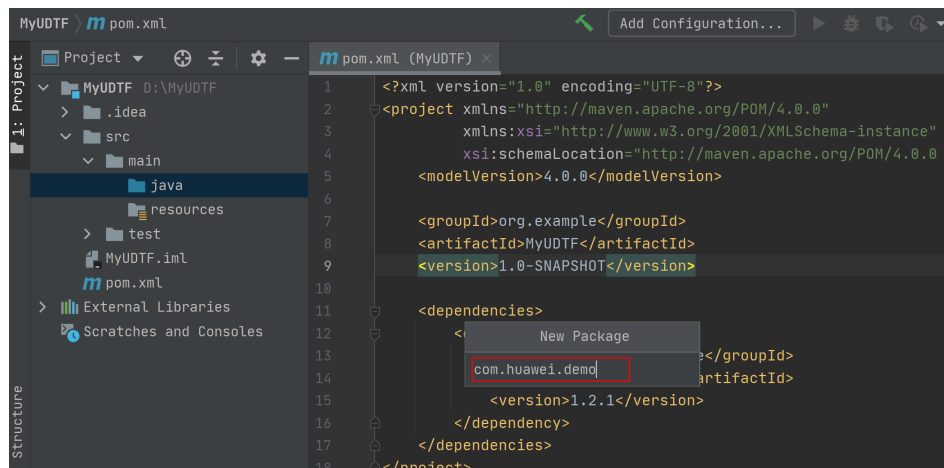 MyUDTF 〉 m pom.xml
Add Configuration...
1: Project
Structure
Project
MyUDTF D:\MyUDTF
.idea
src
main
java
resources
test
MyUDTF.iml
m pom.xml
External Libraries
Scratches and Consoles
m pom.xml (MyUDTF) ×
1 <?xml version="1.0" encoding="UTF-8"?>
2 <project xmlns="http://maven.apache.org/POM/4.0.0"
3 xmlns:xsi="http://www.w3.org/2001/XMLSchema-instance"
4 xsi:schemaLocation="http://maven.apache.org/POM/4.0.0
5 <modelVersion>4.0.0</modelVersion>
6
7 <groupId>org.example</groupId>
8 <artifactId>MyUDTF</artifactId>
9 <version>1.0-SNAPSHOT</version>
10
11 <dependencies>
12 <
New Package
13 </groupId>
com.huawei.demo
14 artifactId>
15 <version>1.2.1</version>
16 </dependency>
17 </dependencies>
18 </project>